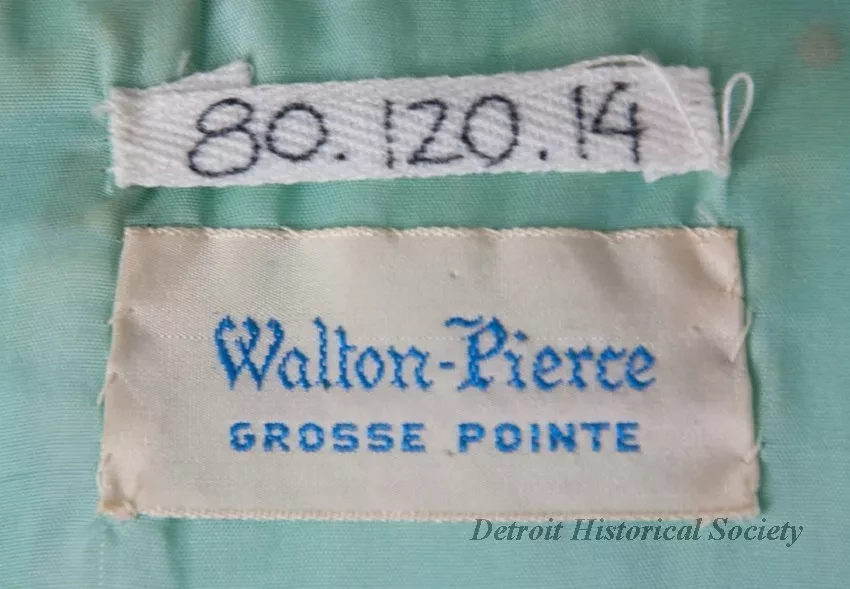 80.120.14
Walton-Pierce
GROSSE POINTE
Detroit Historical Society